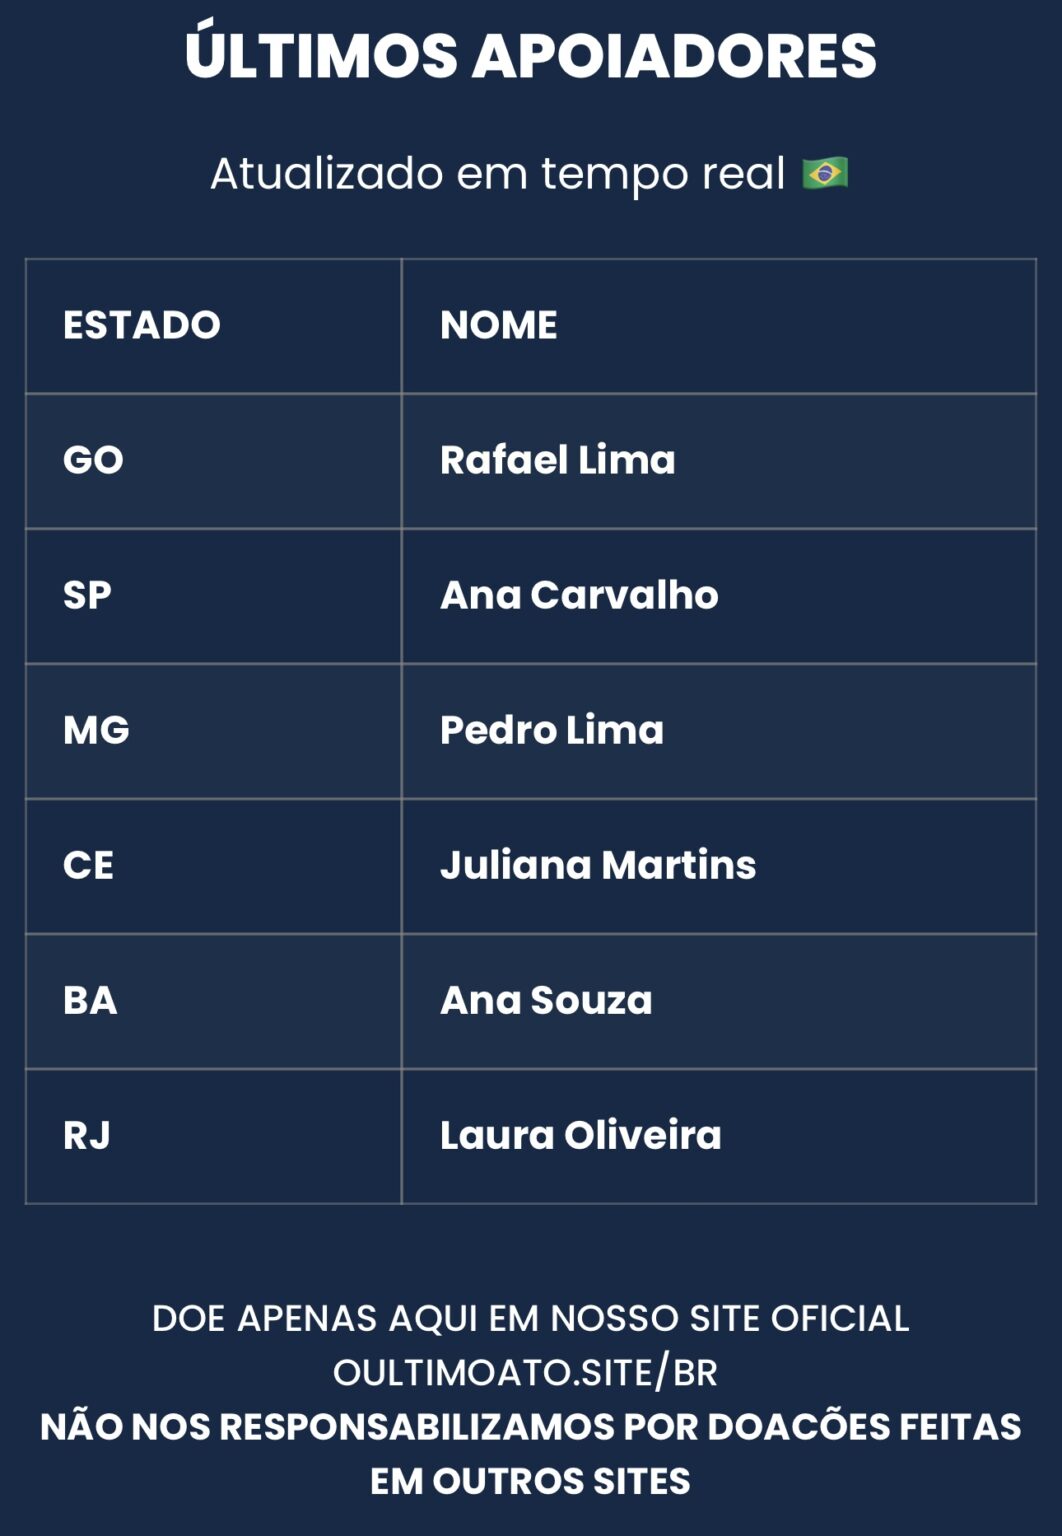 ÚLTIMOS APOIADORES
Atualizado em tempo real
ESTADO NOME
GO Rafael Lima
SP Ana Carvalho
MG Pedro Lima
CE Juliana Martins
BA Ana Souza
RJ Laura Oliveira
DOE APENAS AQUI EM NOSSO SITE OFICIAL
OULTIMOATO.SITE/BR
NÃO NOS RESPONSABILIZAMOS POR DOACÕES FEITAS
EM OUTROS SITES